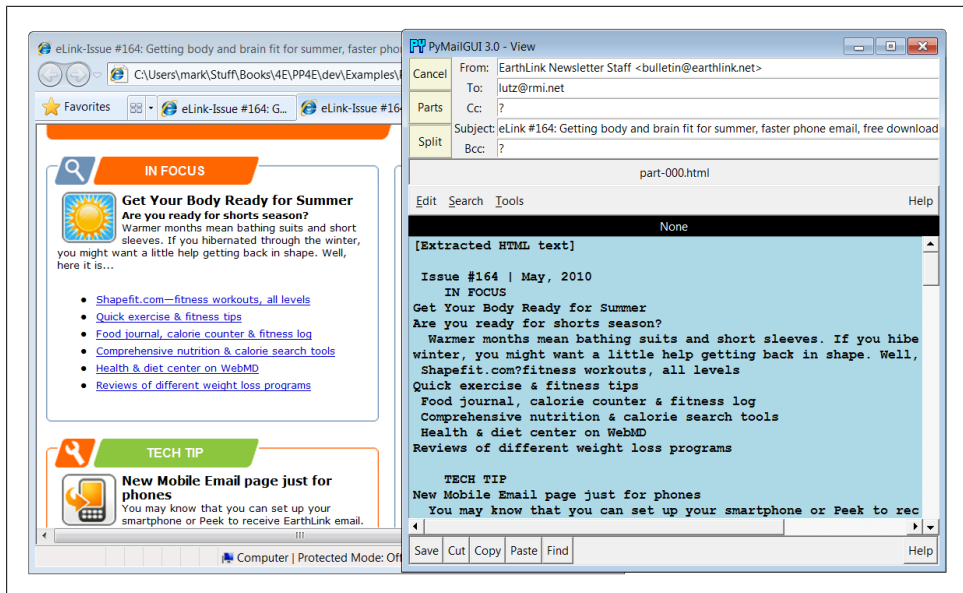 eLink-Issue #164: Getting body and brain fit for summer, faster pho
C:\Users\mark\Stuff\Books\4E\PP4E\dev\Examples\
Favorites
eLink-Issue #164: G...
eLink-Issue #16
IN FOCUS
Get Your Body Ready for Summer
Are you ready for shorts season?
Warmer months mean bathing suits and short
sleeves. If you hibernated through the winter,
you might want a little help getting back in shape. Well,
here it is...
Shapefit.com—fitness workouts, all levels
Quick exercise & fitness tips
Food journal, calorie counter & fitness log
Comprehensive nutrition & calorie search tools
Health & diet center on WebMD
Reviews of different weight loss programs
TECH TIP
New Mobile Email page just for
phones
You may know that you can set up your
smartphone or Peek to receive EarthLink email.
Computer | Protected Mode: Off
PY PyMailGUI 3.0 - View
Cancel
Parts
Split
From: EarthLink Newsletter Staff <bulletin@earthlink.net>
To: lutz@rmi.net
Cc: ?
Subject: eLink #164: Getting body and brain fit for summer, faster phone email, free download
Bcc: ?
part-000.html
Edit Search Tools Help
None
[Extracted HTML text]
Issue #164 | May, 2010
IN FOCUS
Get Your Body Ready for Summer
Are you ready for shorts season?
Warmer months mean bathing suits and short sleeves. If you hibe
winter, you might want a little help getting back in shape. Well,
Shapefit.com?fitness workouts, all levels
Quick exercise & fitness tips
Food journal, calorie counter & fitness log
Comprehensive nutrition & calorie search tools
Health & diet center on WebMD
Reviews of different weight loss programs
TECH TIP
New Mobile Email page just for phones
You may know that you can set up your smartphone or Peek to rec
Save Cut Copy Paste Find Help